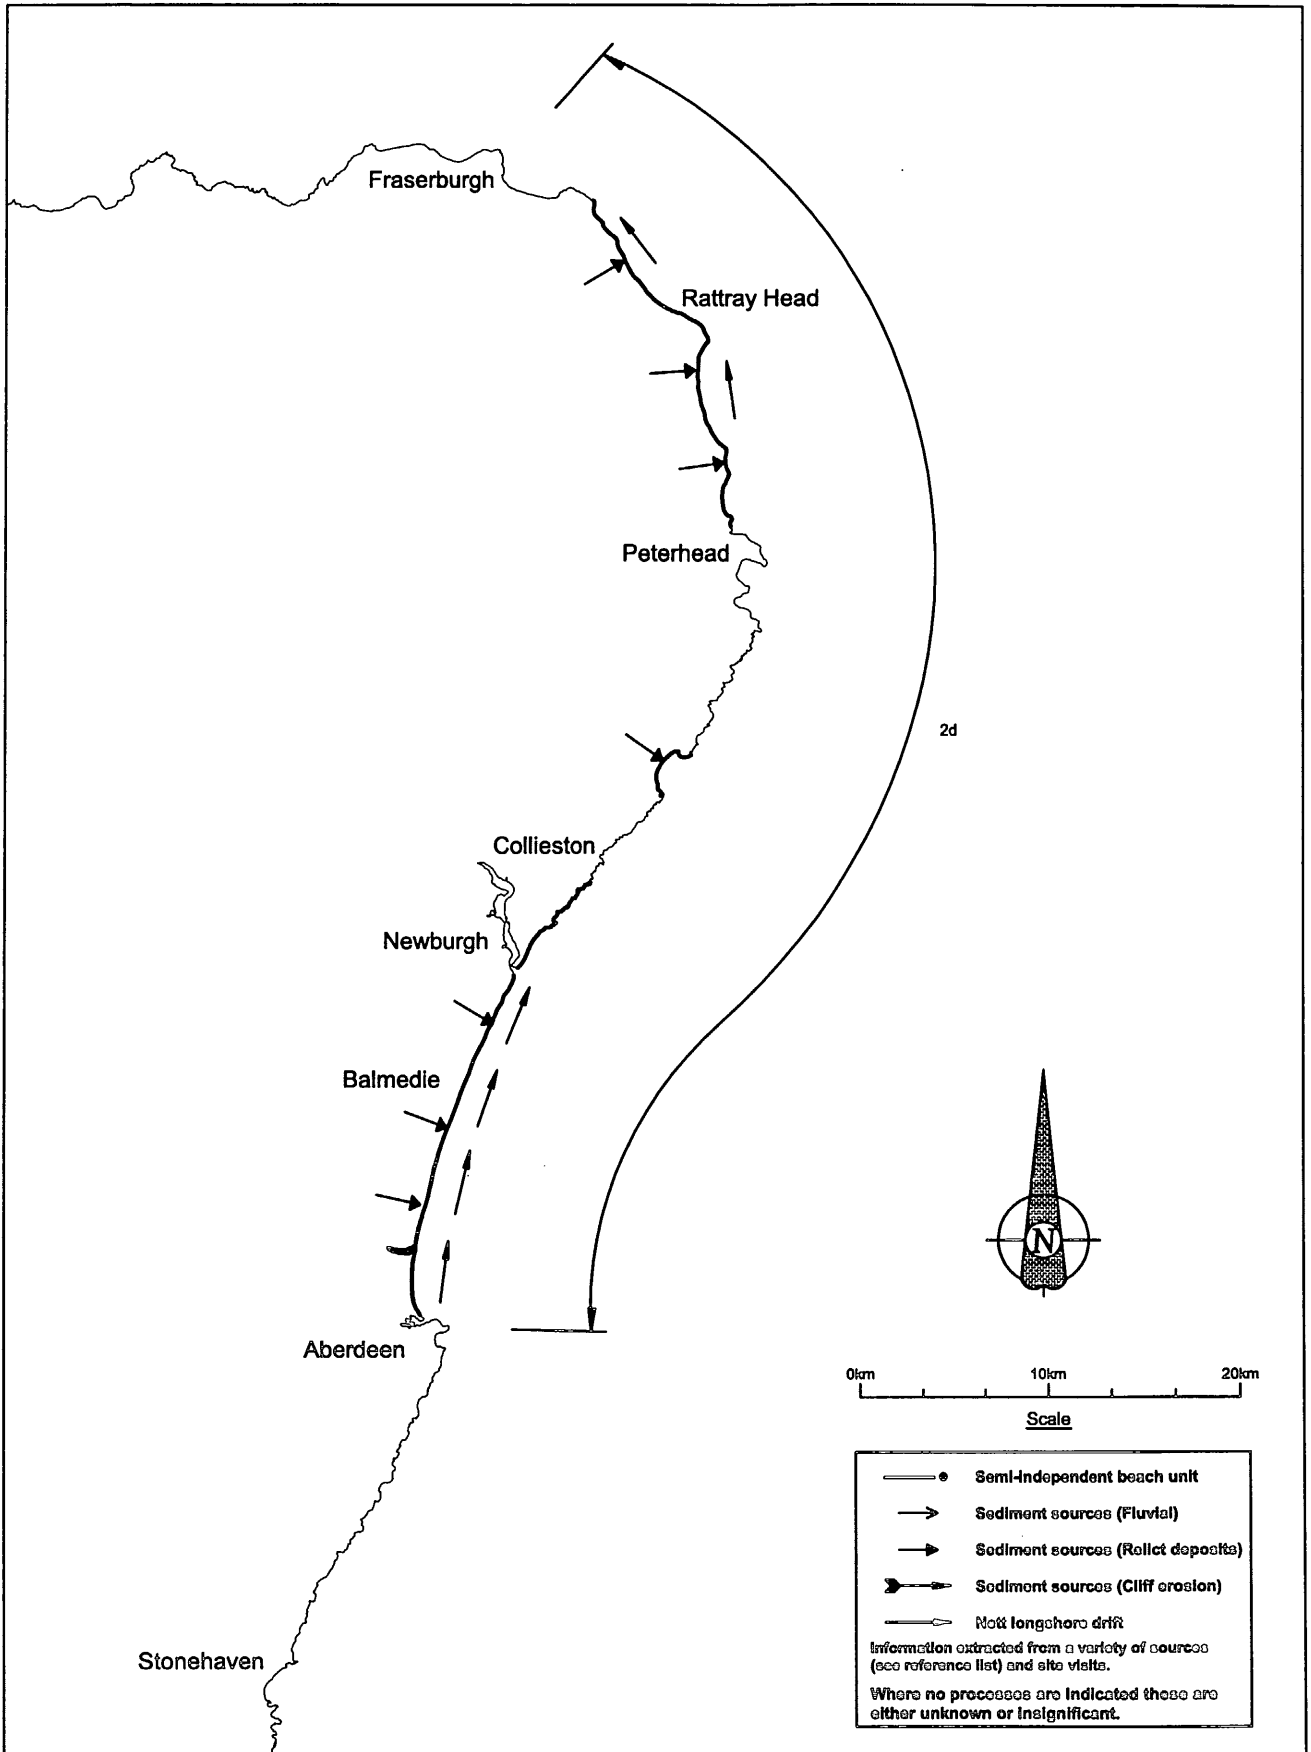 Fraserburgh
Rattray Head
Peterhead
2d
Collieston
Newburgh
Balmedie
N
Aberdeen
0km 10km 20km
Scale
Semi-independent beach unit
Sediment sources (Fluvial)
Sediment sources (Relict deposits)
Sediment sources (Cliff erosion)
Nett longshore drift
Information extracted from a variety of sources
(see reference list) and site visits.
Where no processes are indicated these are
either unknown or insignificant.
Stonehaven